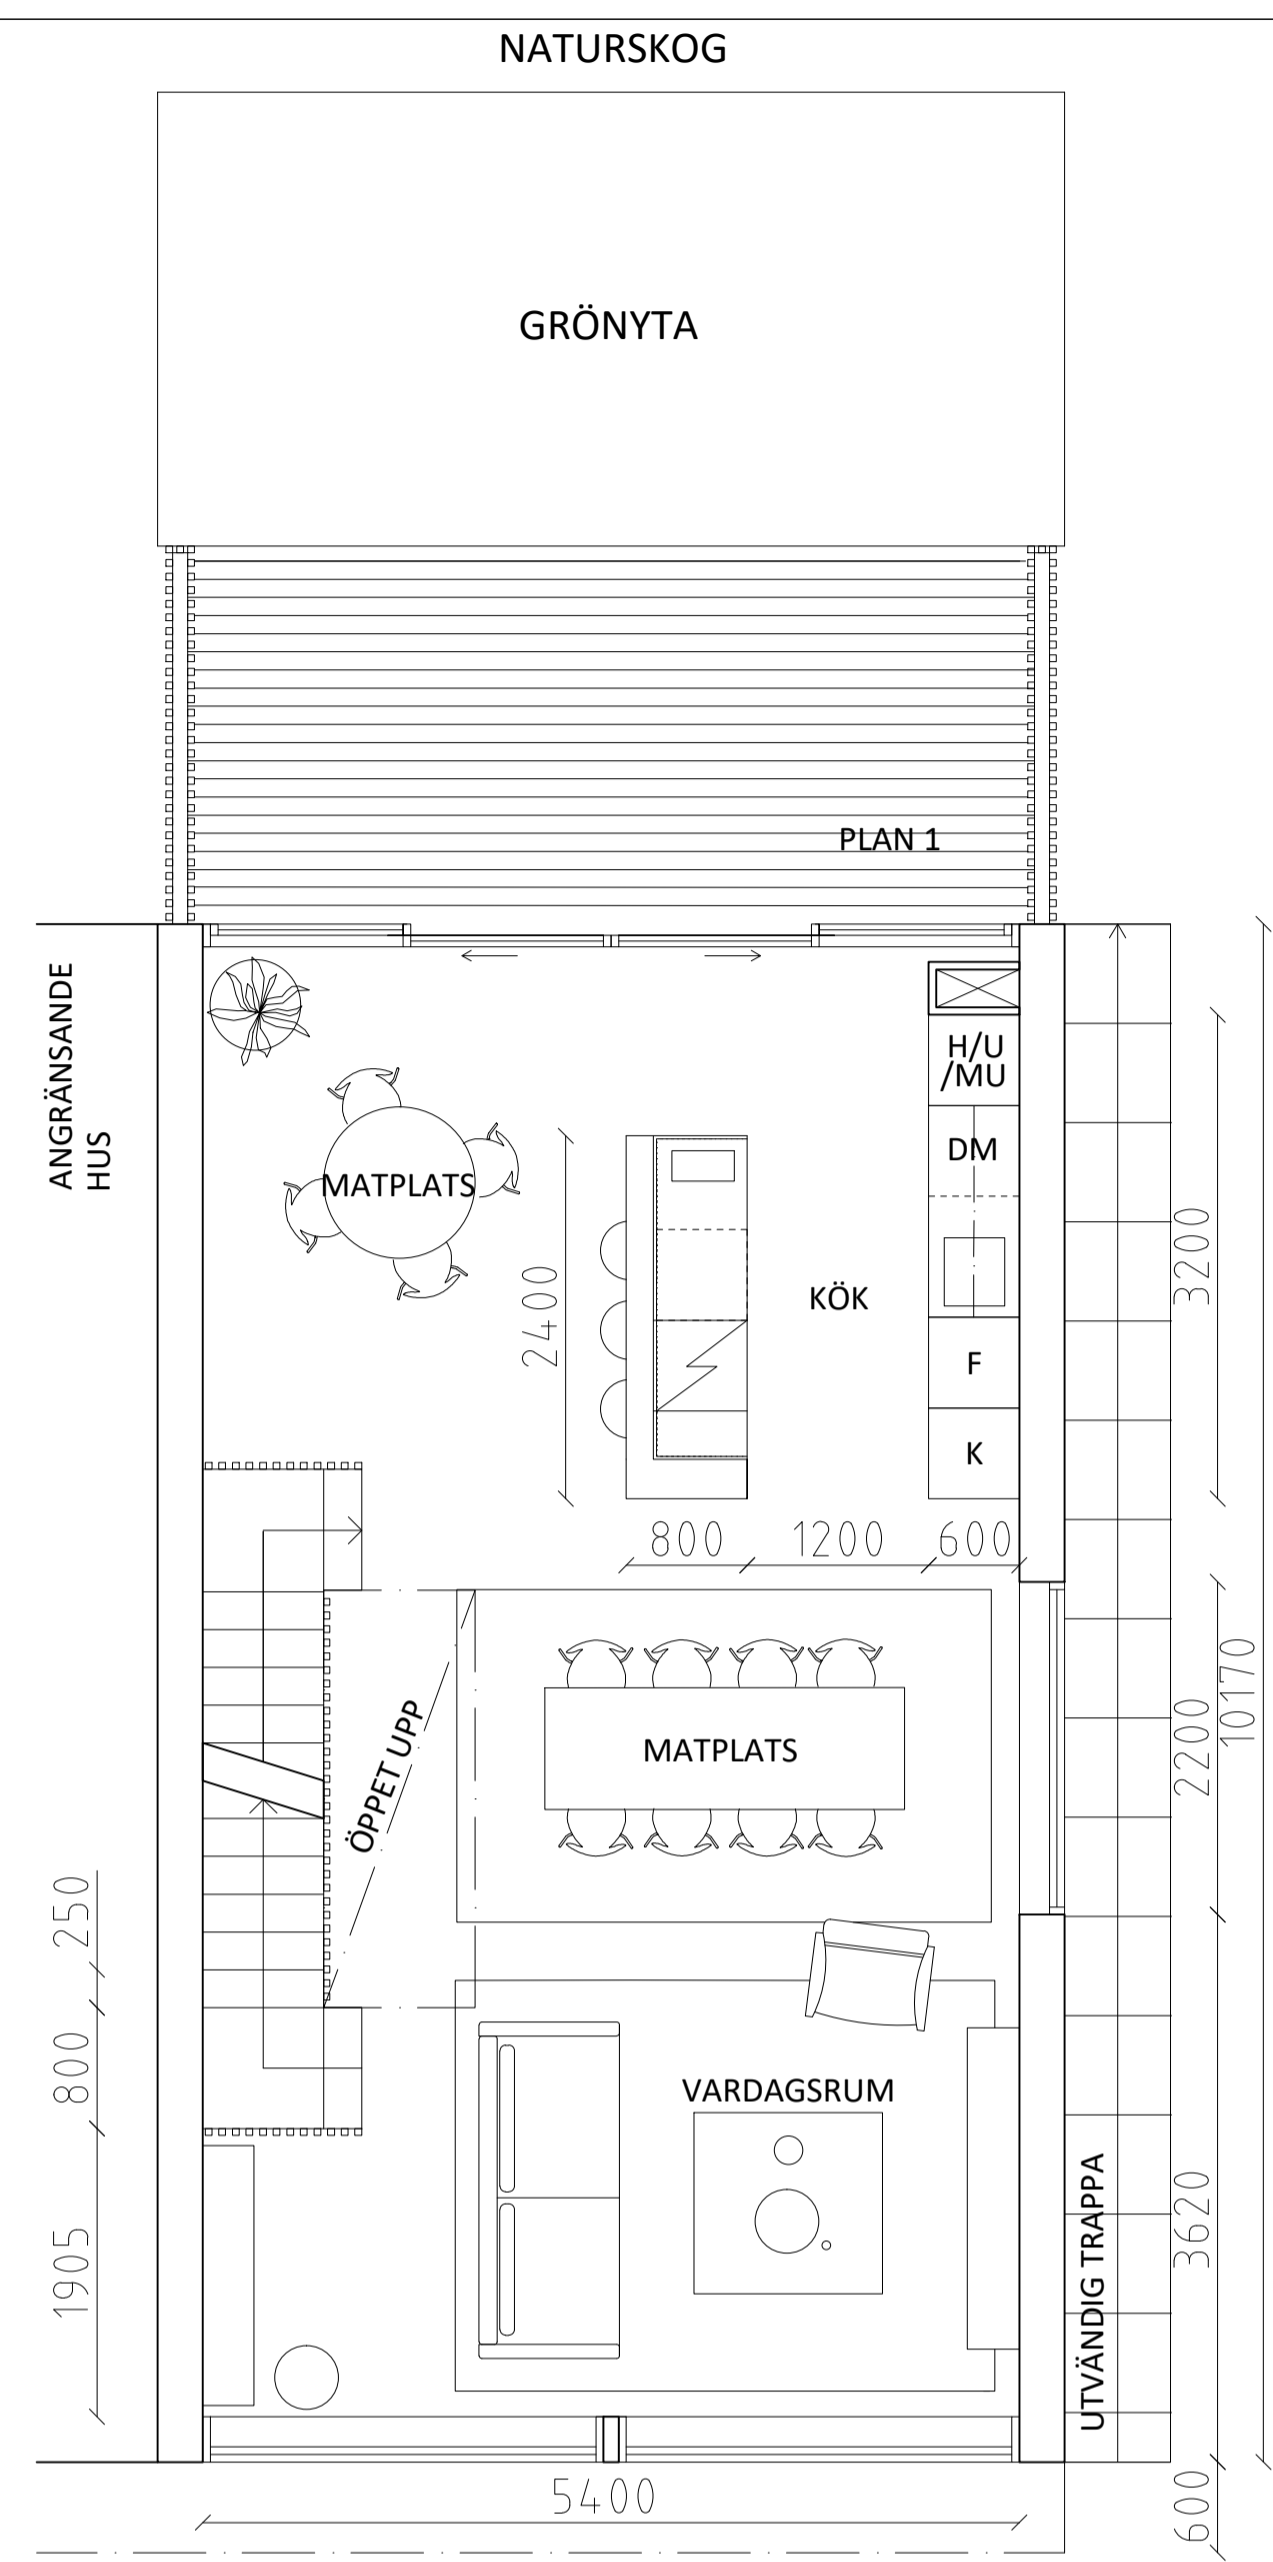 NATURSKOG
GRÖNYTA
PLAN 1
ANGRÄNSANDE
HUS
H/U
/MU
DM
MATPLATS
KÖK
2400
3200
F
K
800
1200
600
MATPLATS
ÖPPET UPP
2200
10170
250
800
VARDAGSRUM
1905
UTVÄNDIG TRAPPA
3620
5400
600